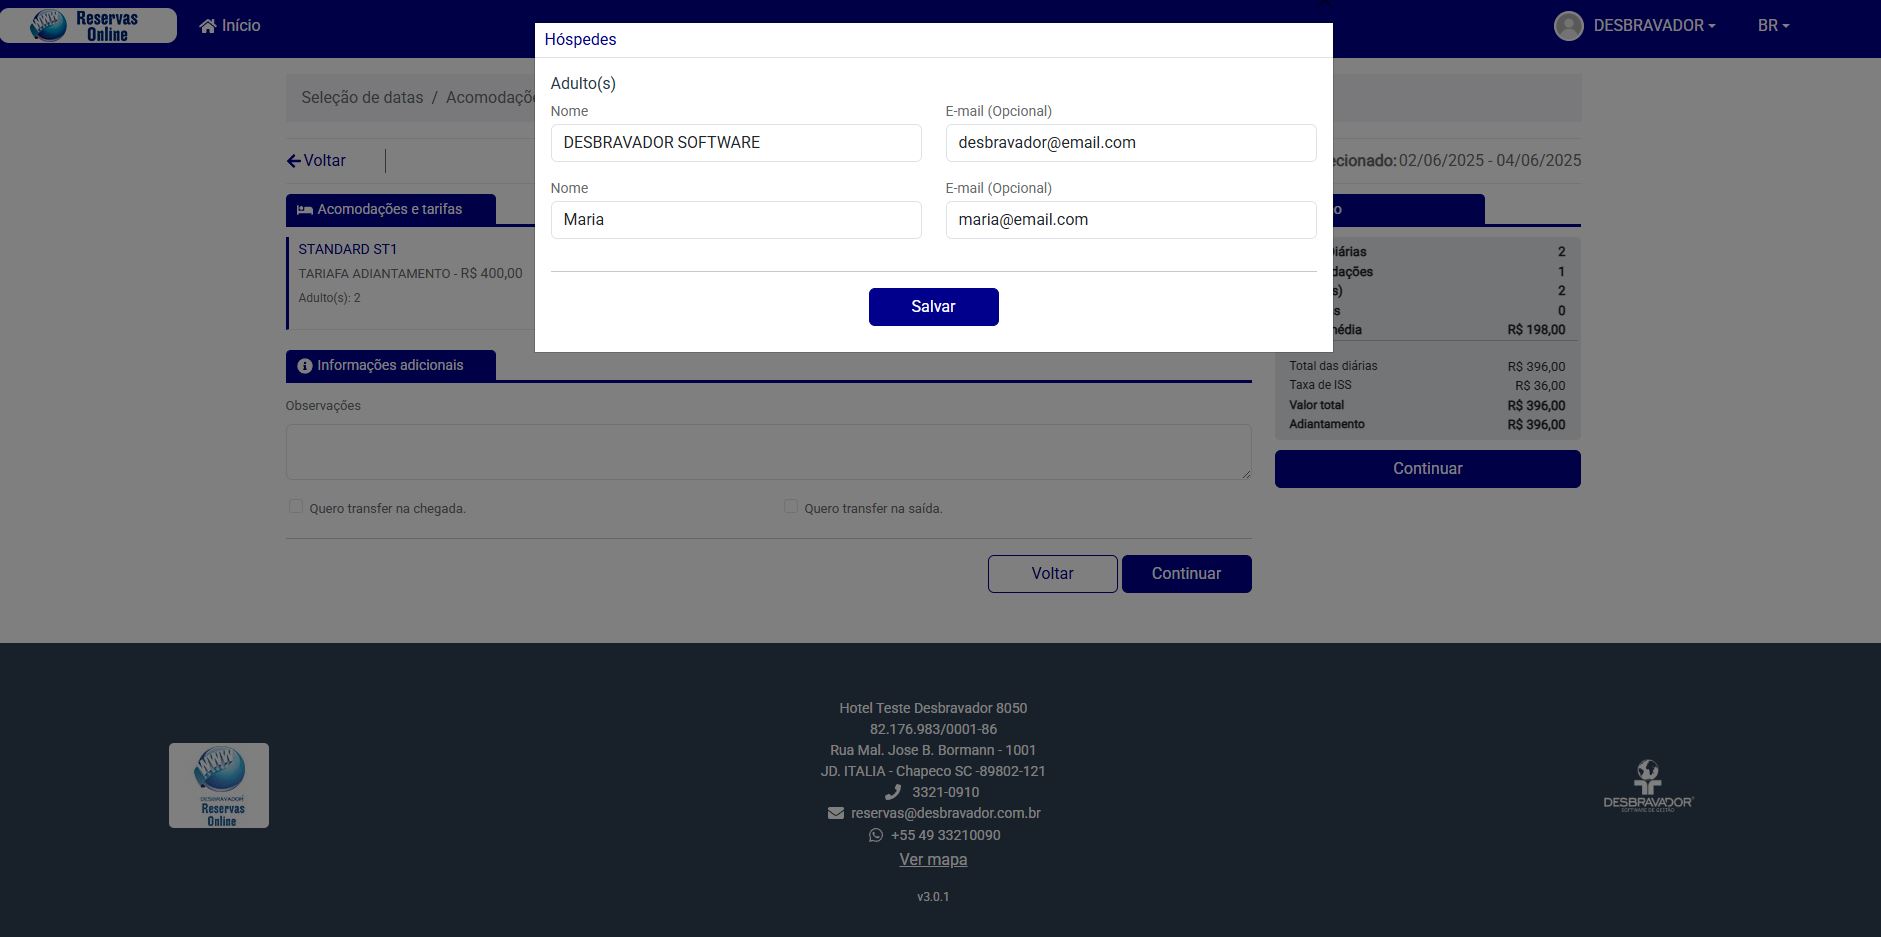 Reservas
Online
Início
DESBRAVADOR
BR
Hóspedes
Adulto(s)
Nome
E-mail (Opcional)
DESBRAVADOR SOFTWARE
desbravador@email.com
Nome
E-mail (Opcional)
Maria
maria@email.com
Salvar
Seleção de datas / Acomodaçõe
Voltar
ecionado: 02/06/2025 - 04/06/2025
Acomodações e tarifas
STANDARD ST1
TARIAFA ADIANTAMENTO - R$ 400,00
Adulto(s): 2
Informações adicionais
Observações
Quero transfer na chegada.
Quero transfer na saída.
Voltar
Continuar
o
iárias 2
dações 1
s) 2
s 0
média R$ 198,00
Total das diárias R$ 396,00
Taxa de ISS R$ 36,00
Valor total R$ 396,00
Adiantamento R$ 396,00
Continuar
WWW
DESBRAVADOR
Reservas
Online
Hotel Teste Desbravador 8050
82.176.983/0001-86
Rua Mal. Jose B. Bormann - 1001
JD. ITALIA - Chapeco SC -89802-121
3321-0910
reservas@desbravador.com.br
+55 49 33210090
Ver mapa
v3.0.1
DESBRAVADOR
SOFTWARE DE GESTÃO